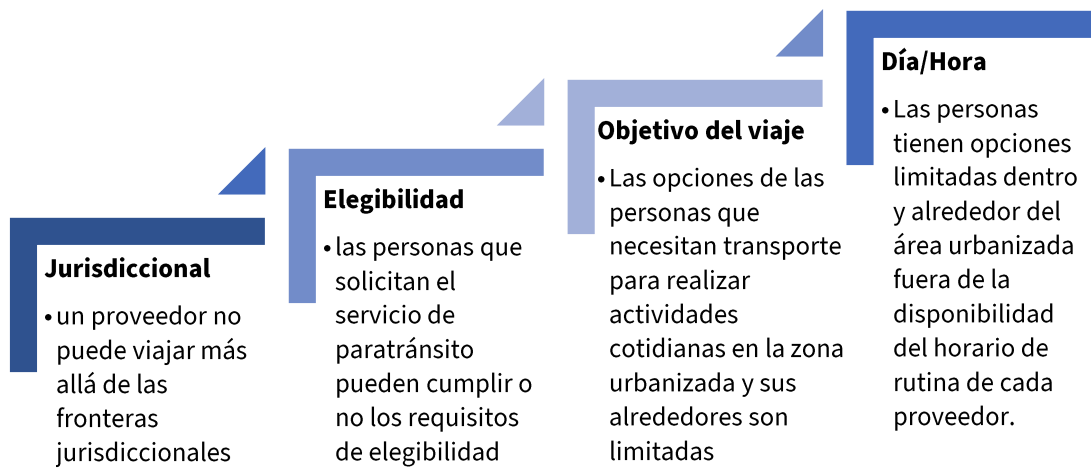 Jurisdiccional
•un proveedor no
puede viajar más
allá de las
fronteras
jurisdiccionales
Elegibilidad
•las personas que
solicitan el
servicio de
paratránsito
pueden cumplir o
no los requisitos
de elegibilidad
Objetivo del viaje
•Las opciones de las
personas que
necesitan transporte
para realizar
actividades
cotidianas en la zona
urbanizada y sus
alrededores son
limitadas
Día/Hora
•Las personas
tienen opciones
limitadas dentro
y alrededor del
área urbanizada
fuera de la
disponibilidad
del horario de
rutina de cada
proveedor.